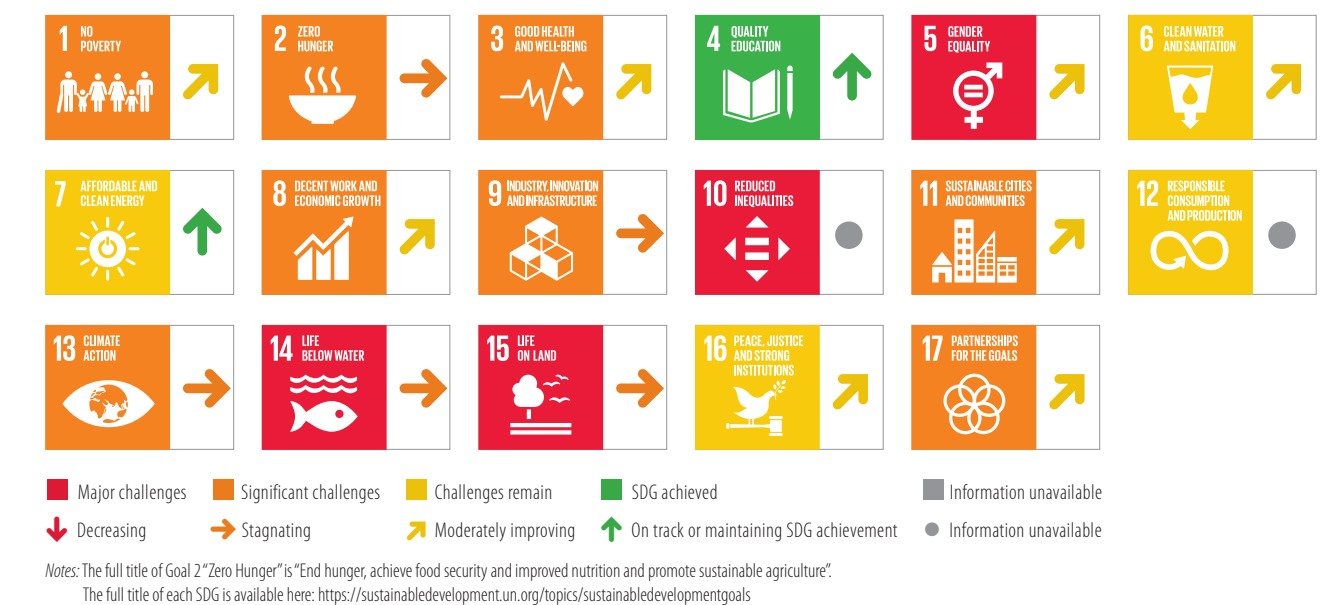 1 NO
POVERTY
2 ZERO
HUNGER
3 GOOD HEALTH
AND WELL-BEING
4 QUALITY
EDUCATION
5 GENDER
EQUALITY
6 CLEAN WATER
AND SANITATION
7 AFFORDABLE AND
CLEAN ENERGY
8 DECENT WORK AND
ECONOMIC GROWTH
9 INDUSTRY, INNOVATION
AND INFRASTRUCTURE
10 REDUCED
INEQUALITIES
11 SUSTAINABLE CITIES
AND COMMUNITIES
12 RESPONSIBLE
CONSUMPTION
AND PRODUCTION
13 CLIMATE
ACTION
14 LIFE
BELOW WATER
15 LIFE
ON LAND
16 PEACE, JUSTICE
AND STRONG
INSTITUTIONS
17 PARTNERSHIPS
FOR THE GOALS
Major challenges Significant challenges Challenges remain SDG achieved Information unavailable
Decreasing Stagnating Moderately improving On track or maintaining SDG achievement Information unavailable
Notes: The full title of Goal 2 “Zero Hunger” is “End hunger, achieve food security and improved nutrition and promote sustainable agriculture”.
The full title of each SDG is available here: https://sustainabledevelopment.un.org/topics/sustainabledevelopmentgoals